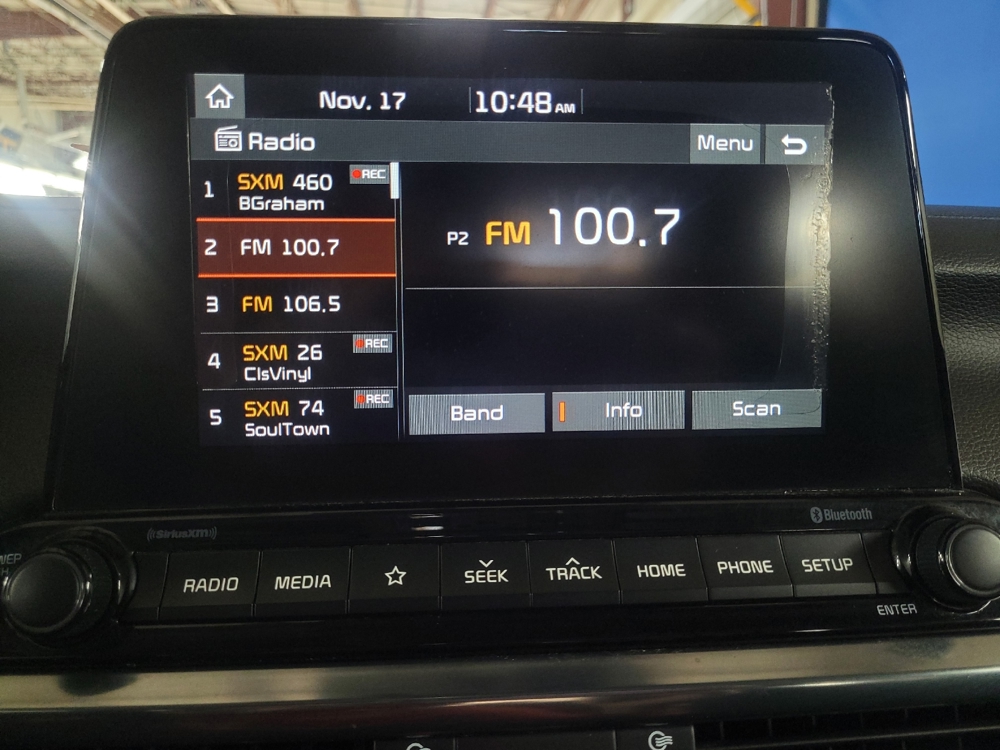 Nov. 17 10:48 AM
Radio Menu
1 SXM 460 REC
BGraham
2 FM 100.7
3 FM 106.5
4 SXM 26 REC
ClsVinyl
5 SXM 74 REC
SoulTown
P2 FM 100.7
Band Info Scan
SiriusXM Bluetooth
RADIO MEDIA SEEK TRACK HOME PHONE SETUP
ENTER